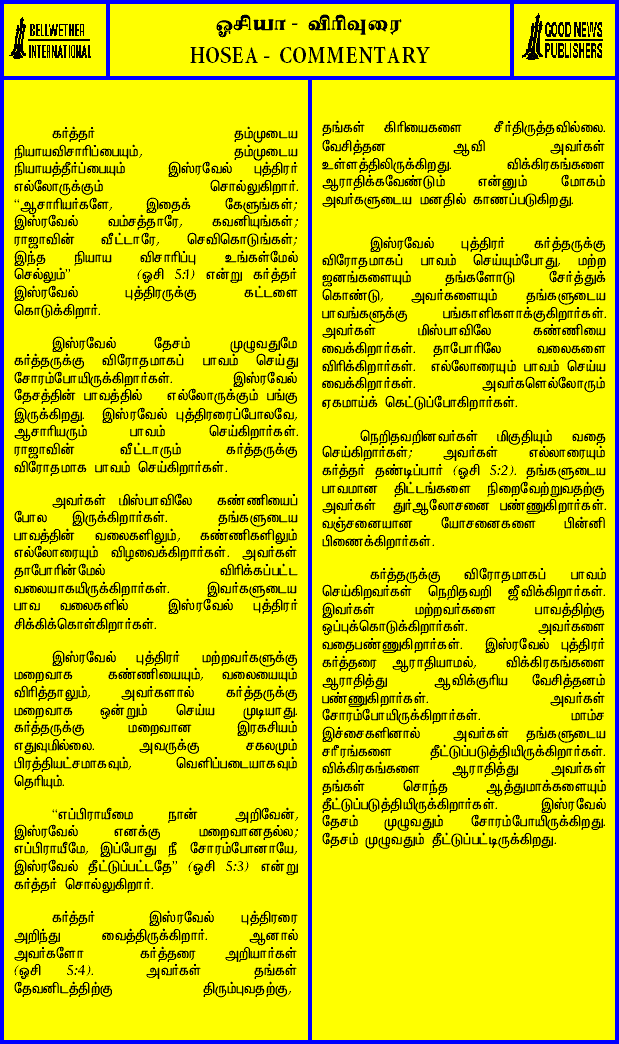 BELLWETHER
INTERNATIONAL
ஓசியா - விரிவுரை
HOSEA - COMMENTARY
GOOD NEWS
PUBLISHERS
கர்த்தர் தம்முடைய
நியாயவிசாரிப்பையும், தம்முடைய
நியாயத்தீர்ப்பையும் இஸ்ரவேல் புத்திரர்
எல்லோருக்கும் சொல்லுகிறார்.
“ஆசாரியர்களே, இதைக் கேளுங்கள்;
இஸ்ரவேல் வம்சத்தாரே, கவனியுங்கள்;
ராஜாவின் வீட்டாரே, செவிகொடுங்கள்;
இந்த நியாய விசாரிப்பு உங்கள்மேல்
செல்லும்” (ஓசி 5:1) என்று கர்த்தர்
இஸ்ரவேல் புத்திரருக்கு கட்டளை
கொடுக்கிறார்.
இஸ்ரவேல் தேசம் முழுவதுமே
கர்த்தருக்கு விரோதமாகப் பாவம் செய்து
சோரம்போயிருக்கிறார்கள். இஸ்ரவேல்
தேசத்தின் பாவத்தில் எல்லோருக்கும் பங்கு
இருக்கிறது. இஸ்ரவேல் புத்திரரைப்போலவே,
ஆசாரியரும் பாவம் செய்கிறார்கள்.
ராஜாவின் வீட்டாரும் கர்த்தருக்கு
விரோதமாக பாவம் செய்கிறார்கள்.
அவர்கள் மிஸ்பாவிலே கண்ணியைப்
போல இருக்கிறார்கள். தங்களுடைய
பாவத்தின் வலைகளிலும், கண்ணிகளிலும்
எல்லோரையும் விழவைக்கிறார்கள். அவர்கள்
தாபோரின்மேல் விரிக்கப்பட்ட
வலையாகயிருக்கிறார்கள். இவர்களுடைய
பாவ வலைகளில் இஸ்ரவேல் புத்திரர்
சிக்கிக்கொள்கிறார்கள்.
இஸ்ரவேல் புத்திரர் மற்றவர்களுக்கு
மறைவாக கண்ணியையும், வலையையும்
விரித்தாலும், அவர்களால் கர்த்தருக்கு
மறைவாக ஒன்றும் செய்ய முடியாது.
கர்த்தருக்கு மறைவான இரகசியம்
எதுவுமில்லை. அவருக்கு சகலமும்
பிரத்தியட்சமாகவும், வெளிப்படையாகவும்
தெரியும்.
“எப்பிராயீமை நான் அறிவேன்,
இஸ்ரவேல் எனக்கு மறைவானதல்ல;
எப்பிராயீமே, இப்போது நீ சோரம்போனாயே,
இஸ்ரவேல் தீட்டுப்பட்டதே” (ஓசி 5:3) என்று
கர்த்தர் சொல்லுகிறார்.
கர்த்தர் இஸ்ரவேல் புத்திரரை
அறிந்து வைத்திருக்கிறார். ஆனால்
அவர்களோ கர்த்தரை அறியார்கள்
(ஓசி 5:4). அவர்கள் தங்கள்
தேவனிடத்திற்கு திரும்புவதற்கு,
தங்கள் கிரியைகளை சீர்திருத்தவில்லை.
வேசித்தன ஆவி அவர்கள்
உள்ளத்திலிருக்கிறது. விக்கிரகங்களை
ஆராதிக்கவேண்டும் என்னும் மோகம்
அவர்களுடைய மனதில் காணப்படுகிறது.
இஸ்ரவேல் புத்திரர் கர்த்தருக்கு
விரோதமாகப் பாவம் செய்யும்போது, மற்ற
ஜனங்களையும் தங்களோடு சேர்த்துக்
கொண்டு, அவர்களையும் தங்களுடைய
பாவங்களுக்கு பங்காளிகளாக்குகிறார்கள்.
அவர்கள் மிஸ்பாவிலே கண்ணியை
வைக்கிறார்கள். தாபோரிலே வலைகளை
விரிக்கிறார்கள். எல்லோரையும் பாவம் செய்ய
வைக்கிறார்கள். அவர்களெல்லோரும்
ஏகமாய்க் கெட்டுப்போகிறார்கள்.
நெறிதவறினவர்கள் மிகுதியும் வதை
செய்கிறார்கள்; அவர்கள் எல்லாரையும்
கர்த்தர் தண்டிப்பார் (ஓசி 5:2). தங்களுடைய
பாவமான திட்டங்களை நிறைவேற்றுவதற்கு
அவர்கள் துர்ஆலோசனை பண்ணுகிறார்கள்.
வஞ்சனையான யோசனைகளை பின்னி
பிணைக்கிறார்கள்.
கர்த்தருக்கு விரோதமாகப் பாவம்
செய்கிறவர்கள் நெறிதவறி ஜீவிக்கிறார்கள்.
இவர்கள் மற்றவர்களை பாவத்திற்கு
ஒப்புக்கொடுக்கிறார்கள். அவர்களை
வதைபண்ணுகிறார்கள். இஸ்ரவேல் புத்திரர்
கர்த்தரை ஆராதியாமல், விக்கிரகங்களை
ஆராதித்து ஆவிக்குரிய வேசித்தனம்
பண்ணுகிறார்கள். அவர்கள்
சோரம்போயிருக்கிறார்கள். மாம்ச
இச்சைகளினால் அவர்கள் தங்களுடைய
சரீரங்களை தீட்டுப்படுத்தியிருக்கிறார்கள்.
விக்கிரகங்களை ஆராதித்து அவர்கள்
தங்கள் சொந்த ஆத்துமாக்களையும்
தீட்டுப்படுத்தியிருக்கிறார்கள். இஸ்ரவேல்
தேசம் முழுவதும் சோரம்போயிருக்கிறது.
தேசம் முழுவதும் தீட்டுப்பட்டிருக்கிறது.